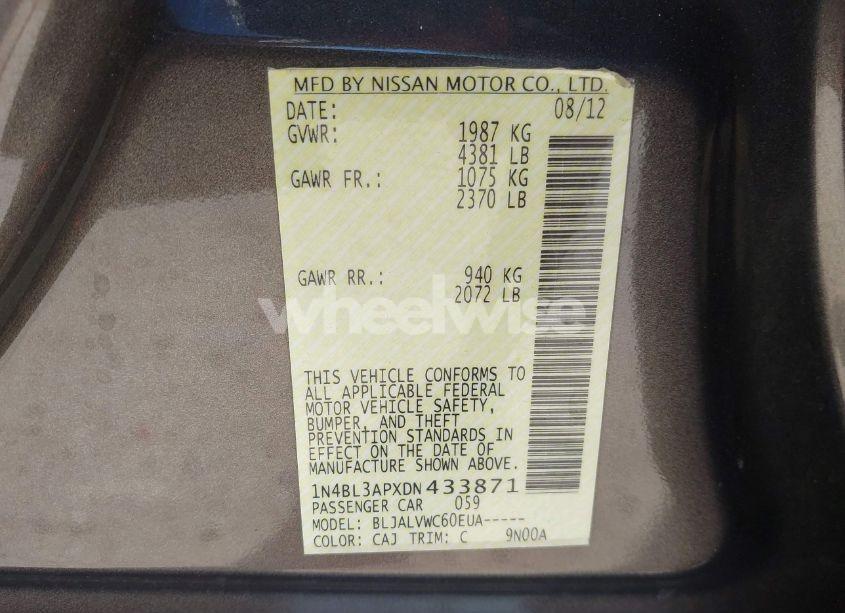 MFD BY NISSAN MOTOR CO., LTD.
DATE: 08/12
GVWR: 1987 KG
4381 LB
GAWR FR.: 1075 KG
2370 LB
GAWR RR.: 940 KG
2072 LB
wheelwise
THIS VEHICLE CONFORMS TO
ALL APPLICABLE FEDERAL
MOTOR VEHICLE SAFETY,
BUMPER, AND THEFT
PREVENTION STANDARDS IN
EFFECT ON THE DATE OF
MANUFACTURE SHOWN ABOVE.
1N4BL3APXDN433871
PASSENGER CAR 059
MODEL: BLJALVWC60EUA-----
COLOR: CAJ TRIM: C 9N00A